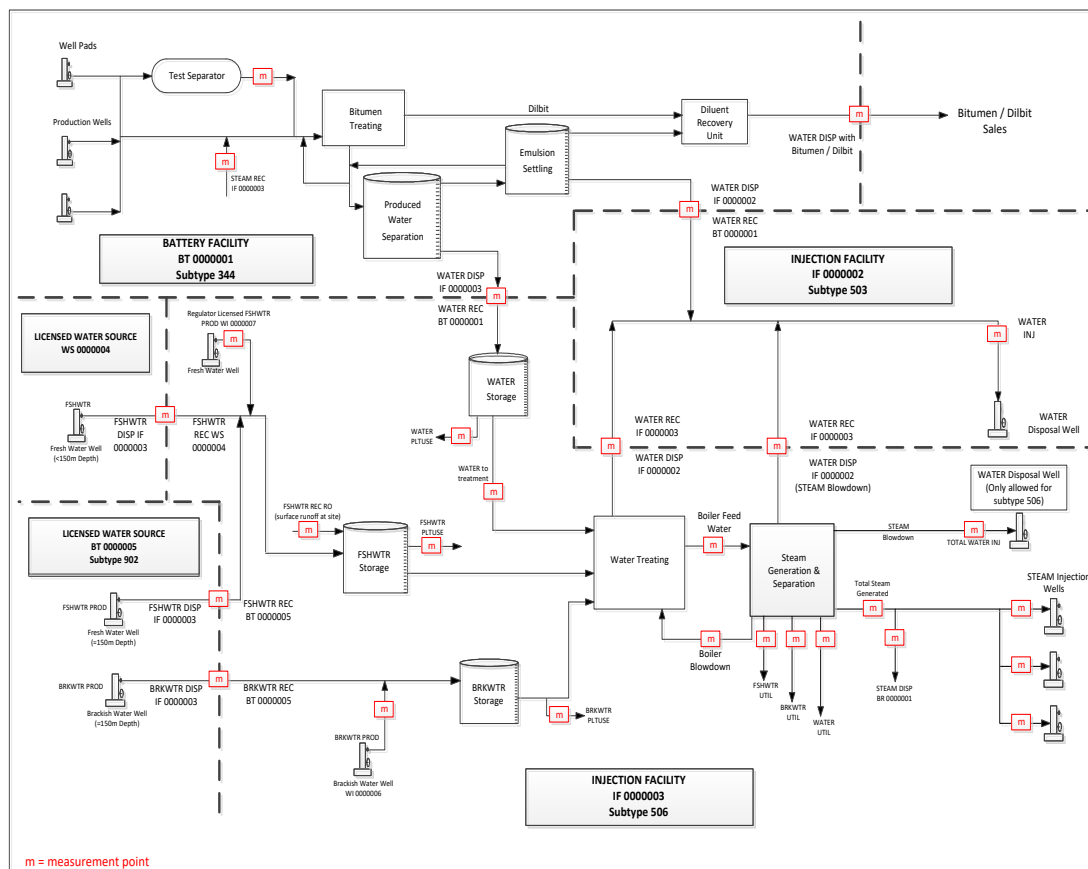 Well Pads
Test Separator
m
Production Wells
m
STEAM REC
IF 0000003
Bitumen
Treating
Dilbit
Emulsion
Settling
Diluent
Recovery
Unit
m
WATER DISP with
Bitumen / Dilbit
Bitumen / Dilbit
Sales
Produced
Water
Separation
BATTERY FACILITY
BT 0000001
Subtype 344
WATER DISP
IF 0000002
m
WATER REC
BT 0000001
INJECTION FACILITY
IF 0000002
Subtype 503
WATER DISP
IF 0000003
m
WATER REC
BT 0000001
LICENSED WATER SOURCE
WS 0000004
Regulator Licensed FSHWTR
PROD WI 0000007
m
Fresh Water Well
m
WATER
INJ
WATER
Storage
FSHWTR
m
Fresh Water Well
(<150m Depth)
FSHWTR
DISP IF
0000003
FSHWTR
REC WS
0000004
WATER
PLTUSE
m
WATER REC
IF 0000003
m
WATER DISP
IF 0000002
WATER REC
IF 0000003
m
WATER DISP
IF 0000002
(STEAM Blowdown)
WATER
Disposal Well
WATER to
treatment
m
WATER Disposal Well
(Only allowed for
subtype 506)
LICENSED WATER SOURCE
BT 0000005
Subtype 902
FSHWTR REC RO
(surface runoff at site)
m
FSHWTR
Storage
FSHWTR
PLTUSE
m
Water Treating
Boiler Feed
Water
m
Steam
Generation &
Separation
STEAM
Blowdown
m
TOTAL WATER INJ
STEAM Injection
Wells
Total Steam
Generated
m
m
m
m
m
Boiler
Blowdown
m
m
m
m
FSHWTR
UTIL
BRKWTR
UTIL
WATER
UTIL
STEAM DISP
BR 0000001
FSHWTR PROD
Fresh Water Well
(=150m Depth)
FSHWTR DISP
IF 0000003
m
FSHWTR REC
BT 0000005
BRKWTR PROD
Brackish Water Well
(=150m Depth)
BRKWTR DISP
IF 0000003
m
BRKWTR REC
BT 0000005
m
BRKWTR PROD
Brackish Water Well
WI 0000006
BRKWTR
Storage
m
BRKWTR
PLTUSE
INJECTION FACILITY
IF 0000003
Subtype 506
m = measurement point